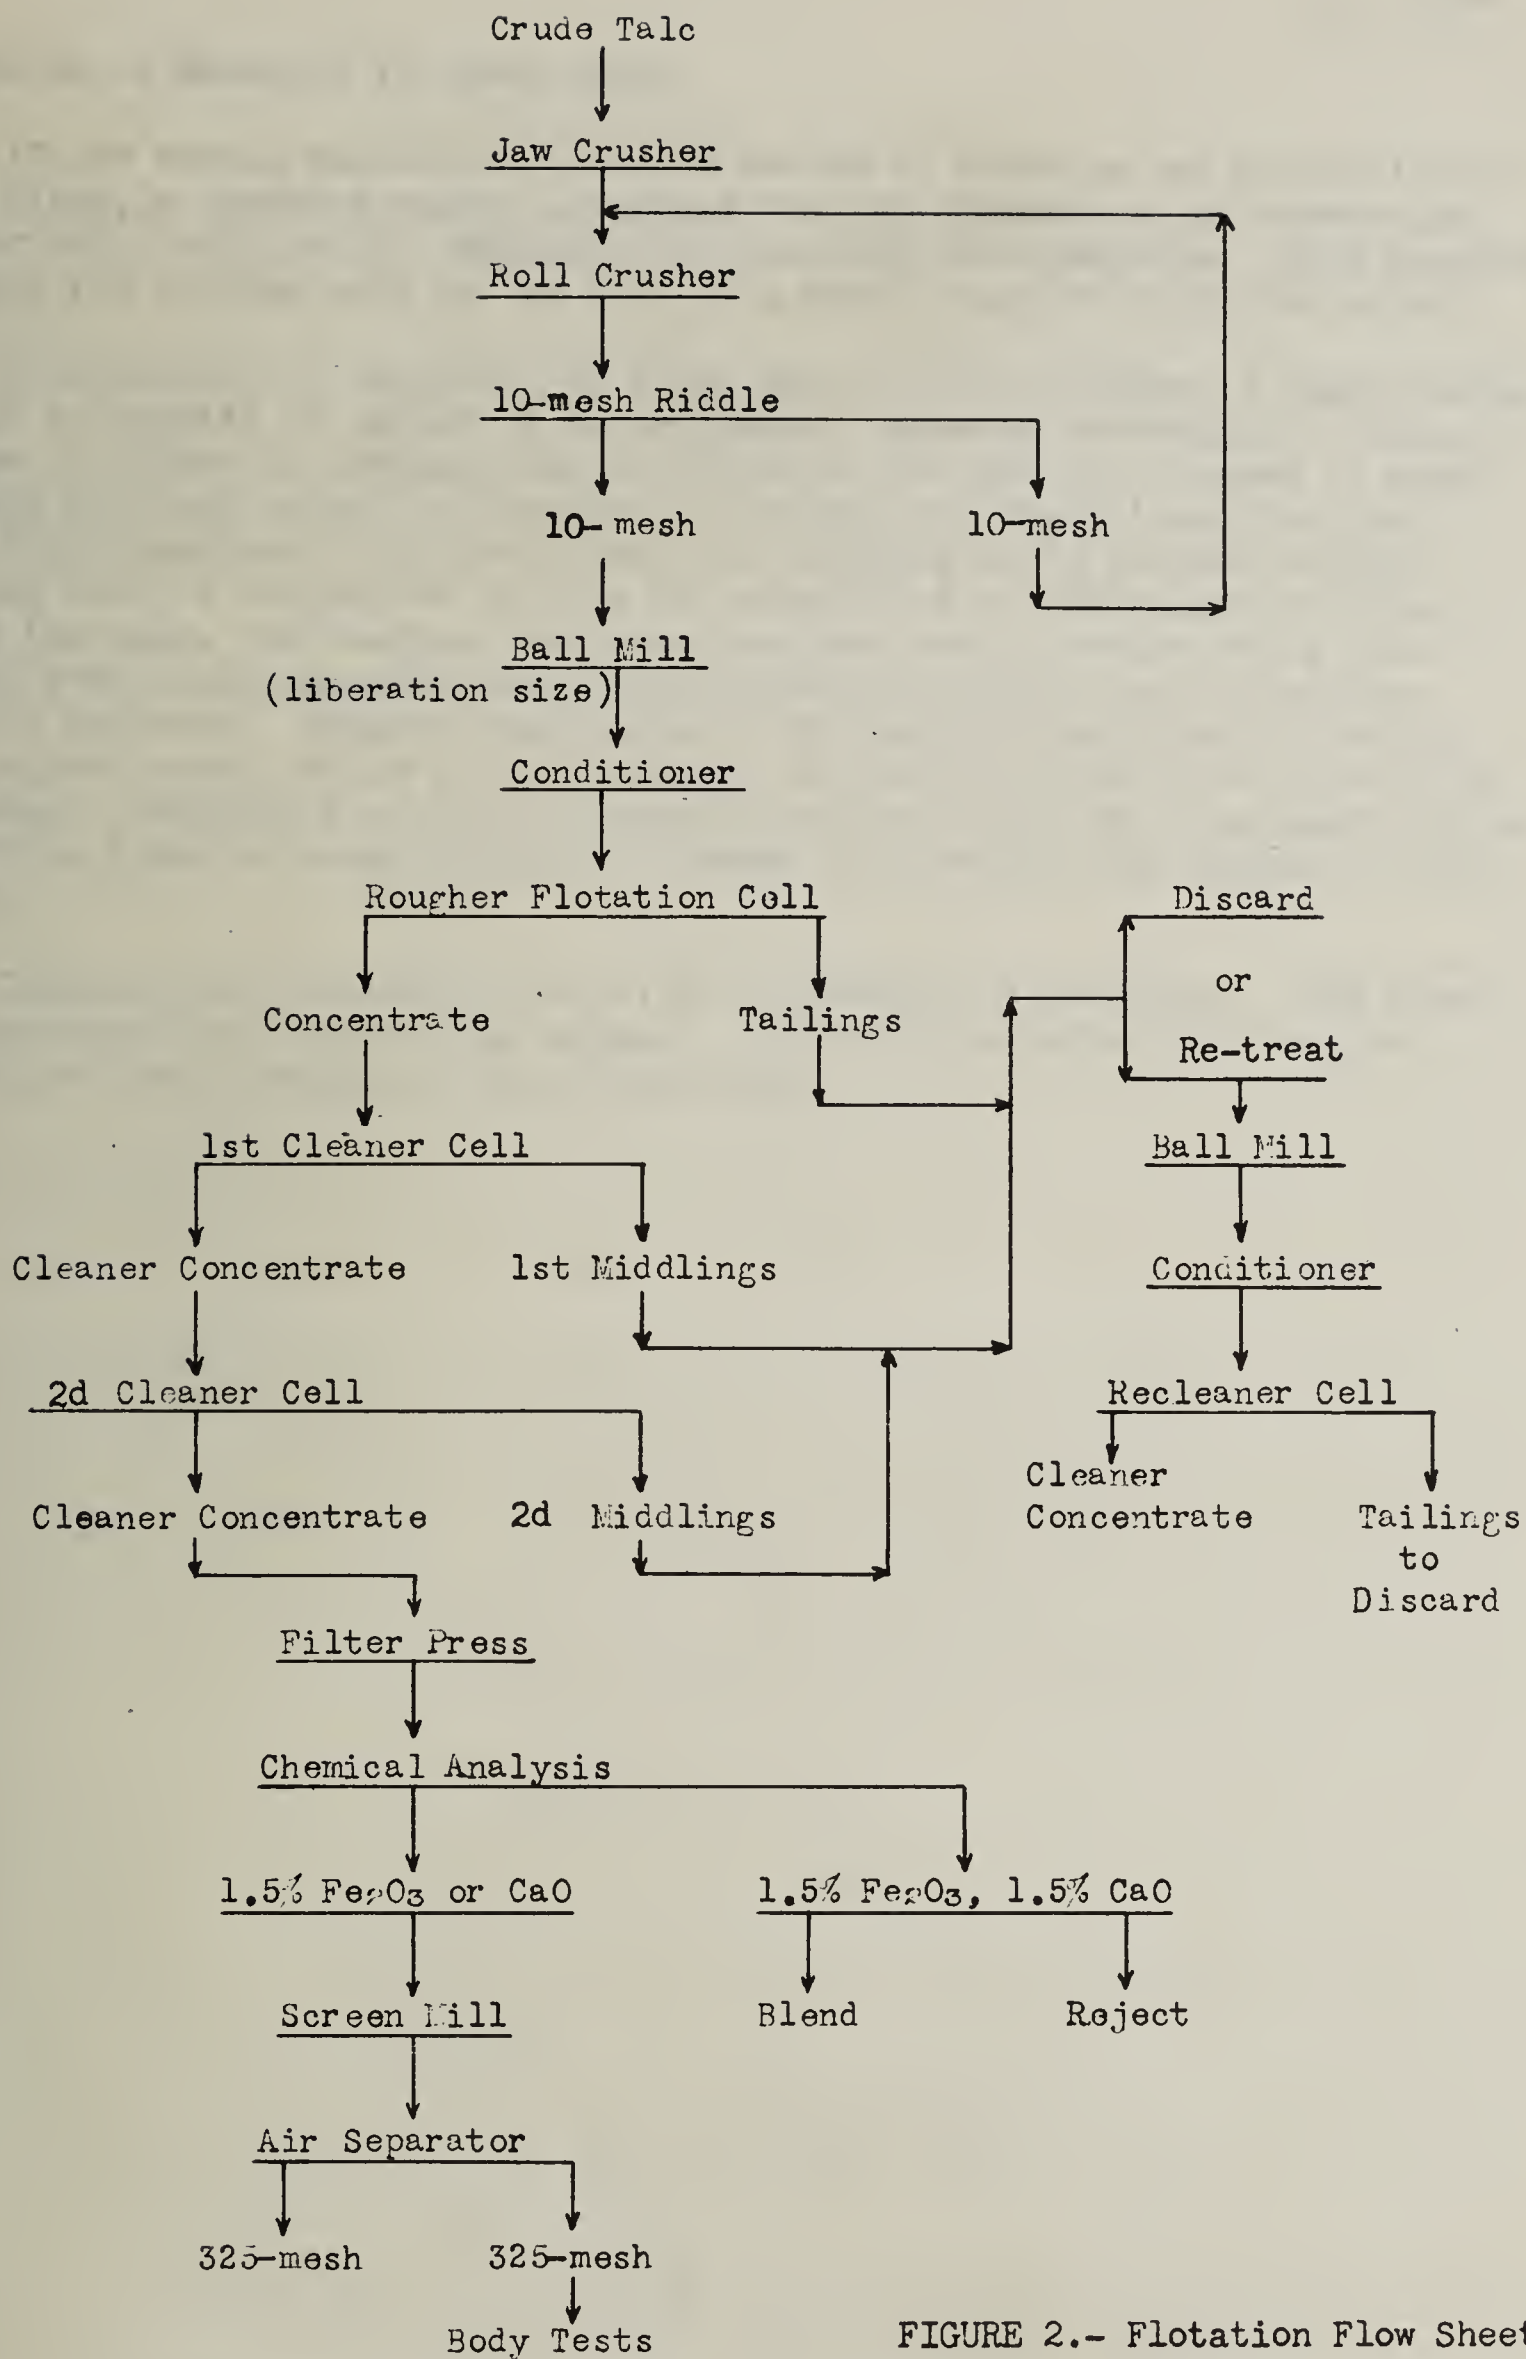 Crude Talc
Jaw Crusher
Roll Crusher
10-mesh Riddle
10- mesh
10-mesh
Ball Mill
(liberation size)
Conditioner
Rougher Flotation Cell
Discard
or
Re-treat
Concentrate
Tailings
1st Cleaner Cell
Ball Mill
Cleaner Concentrate
1st Middlings
Conditioner
2d Cleaner Cell
Recleaner Cell
Cleaner
Concentrate
Tailings
to
Discard
Cleaner Concentrate
2d Middlings
Filter Press
Chemical Analysis
1.5% Fe₂O₃ or CaO
1.5% Fe₂O₃, 1.5% CaO
Screen Mill
Blend
Reject
Air Separator
325-mesh
325-mesh
Body Tests
FIGURE 2.- Flotation Flow Sheet